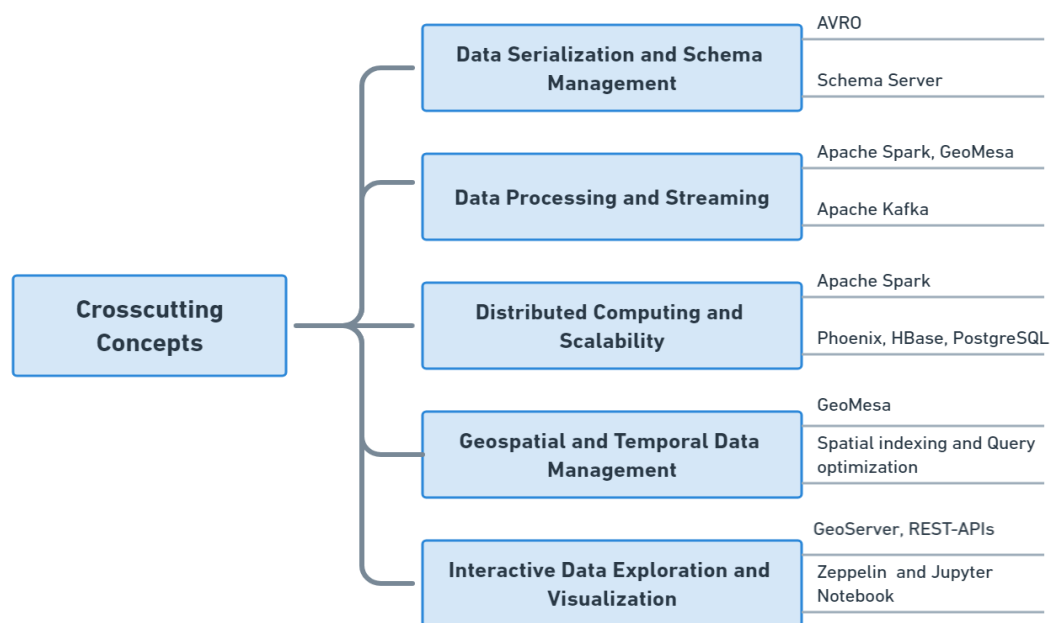 Crosscutting
Concepts
Data Serialization and Schema
Management
AVRO
Schema Server
Data Processing and Streaming
Apache Spark, GeoMesa
Apache Kafka
Distributed Computing and
Scalability
Apache Spark
Phoenix, HBase, PostgreSQL
Geospatial and Temporal Data
Management
GeoMesa
Spatial indexing and Query
optimization
Interactive Data Exploration and
Visualization
GeoServer, REST-APIs
Zeppelin and Jupyter
Notebook